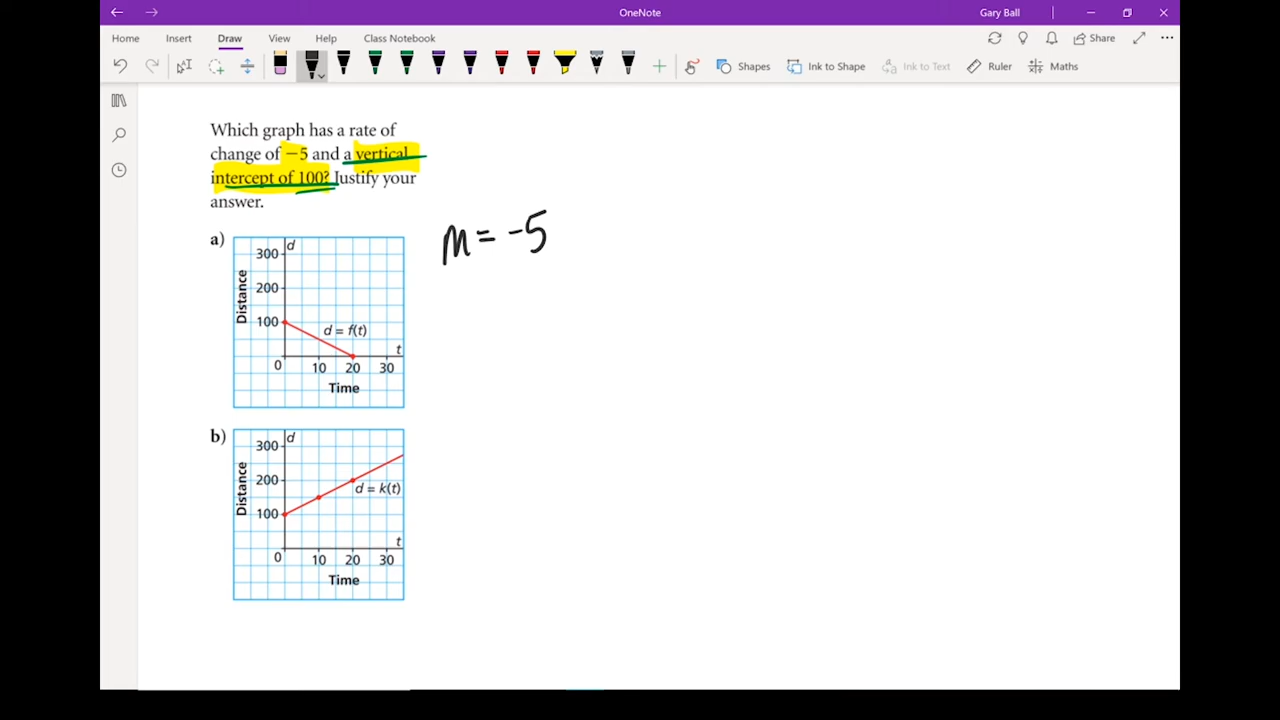 OneNote
Gary Ball
Home Insert Draw View Help Class Notebook
Share
Shapes Ink to Shape Ink to Text Ruler Maths
Which graph has a rate of
change of −5 and a vertical
intercept of 100? Justify your
answer.
m = -5
a)
d
300
200
100
0
10 20 30
t
d = f(t)
Distance
Time
b)
d
300
200
100
0
10 20 30
t
d = k(t)
Distance
Time